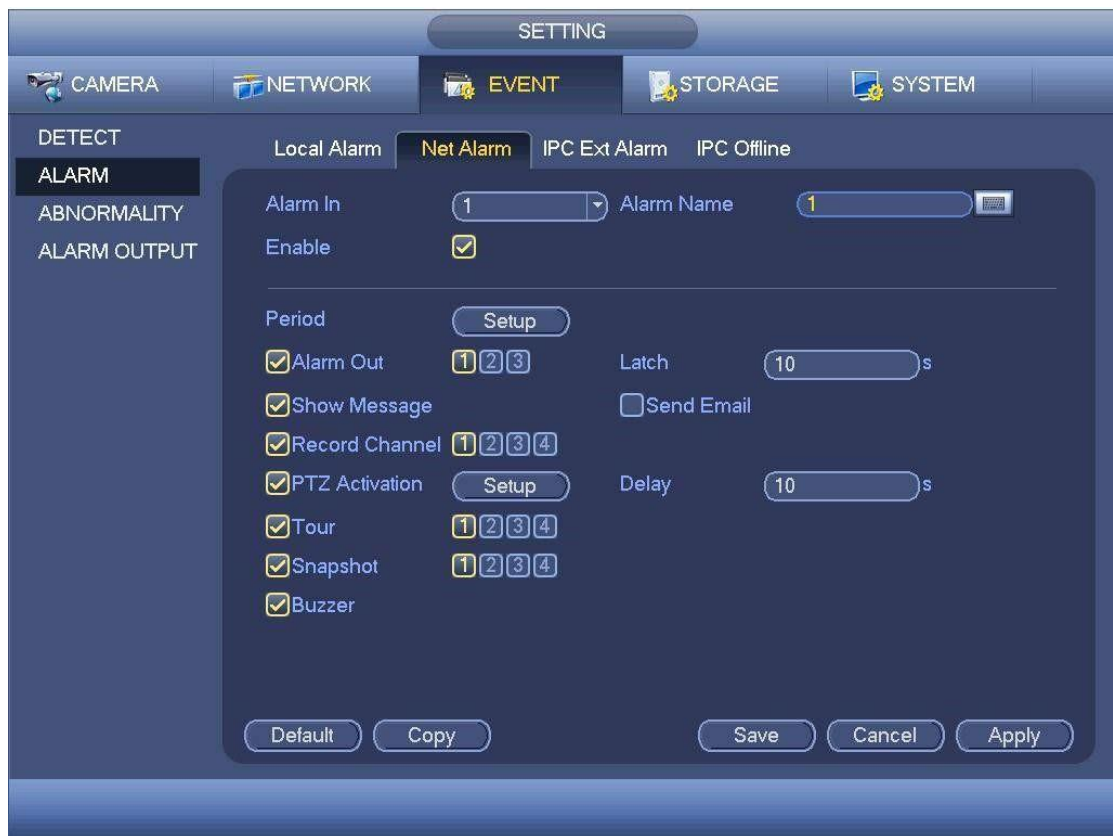 SETTING
CAMERA NETWORK EVENT STORAGE SYSTEM
DETECT
ALARM
ABNORMALITY
ALARM OUTPUT
Local Alarm Net Alarm IPC Ext Alarm IPC Offline
Alarm In 1 Alarm Name 1
Enable
Period Setup
Alarm Out 1 2 3 Latch 10 s
Show Message Send Email
Record Channel 1 2 3 4
PTZ Activation Setup Delay 10 s
Tour 1 2 3 4
Snapshot 1 2 3 4
Buzzer
Default Copy Save Cancel Apply